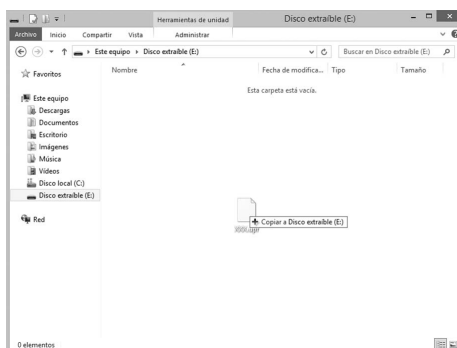 Herramientas de unidad
Disco extraíble (E:)
Archivo Inicio Compartir Vista Administrar
Este equipo Disco extraíble (E:)
Buscar en Disco extraíble (E:)
Nombre Fecha de modifica... Tipo Tamaño
Esta carpeta está vacía.
Favoritos
Este equipo
Descargas
Documentos
Escritorio
Imágenes
Música
Vídeos
Disco local (C:)
Disco extraíble (E:)
Red
Copiar a Disco extraíble (E:)
0 elementos